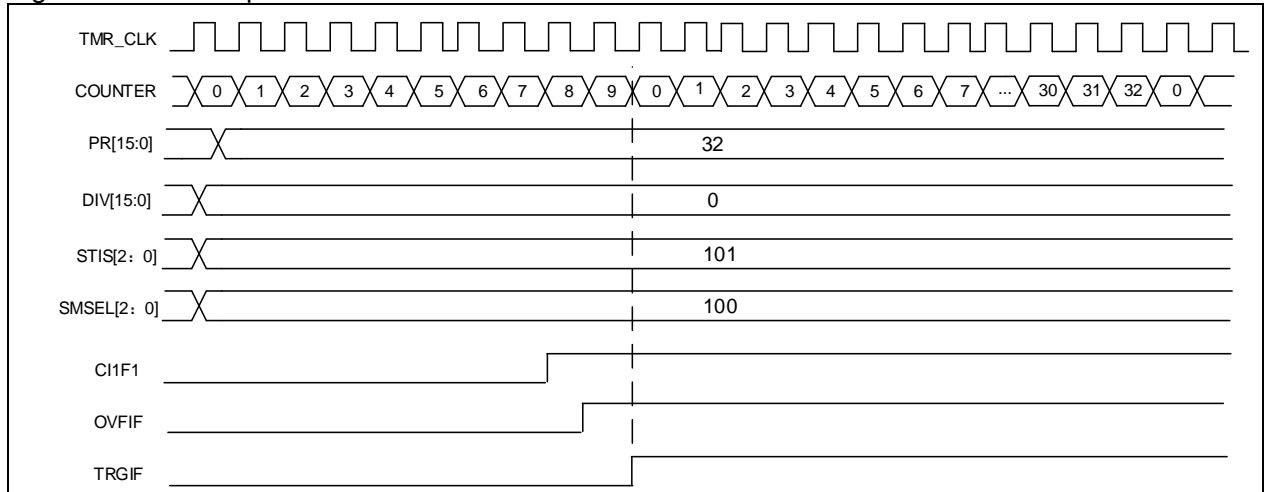 TMR_CLK
COUNTER 0 1 2 3 4 5 6 7 8 9 0 1 2 3 4 5 6 7 ... 30 31 32 0
PR[15:0] 32
DIV[15:0] 0
STIS[2：0] 101
SMSEL[2：0] 100
CI1F1
OVFIF
TRGIF